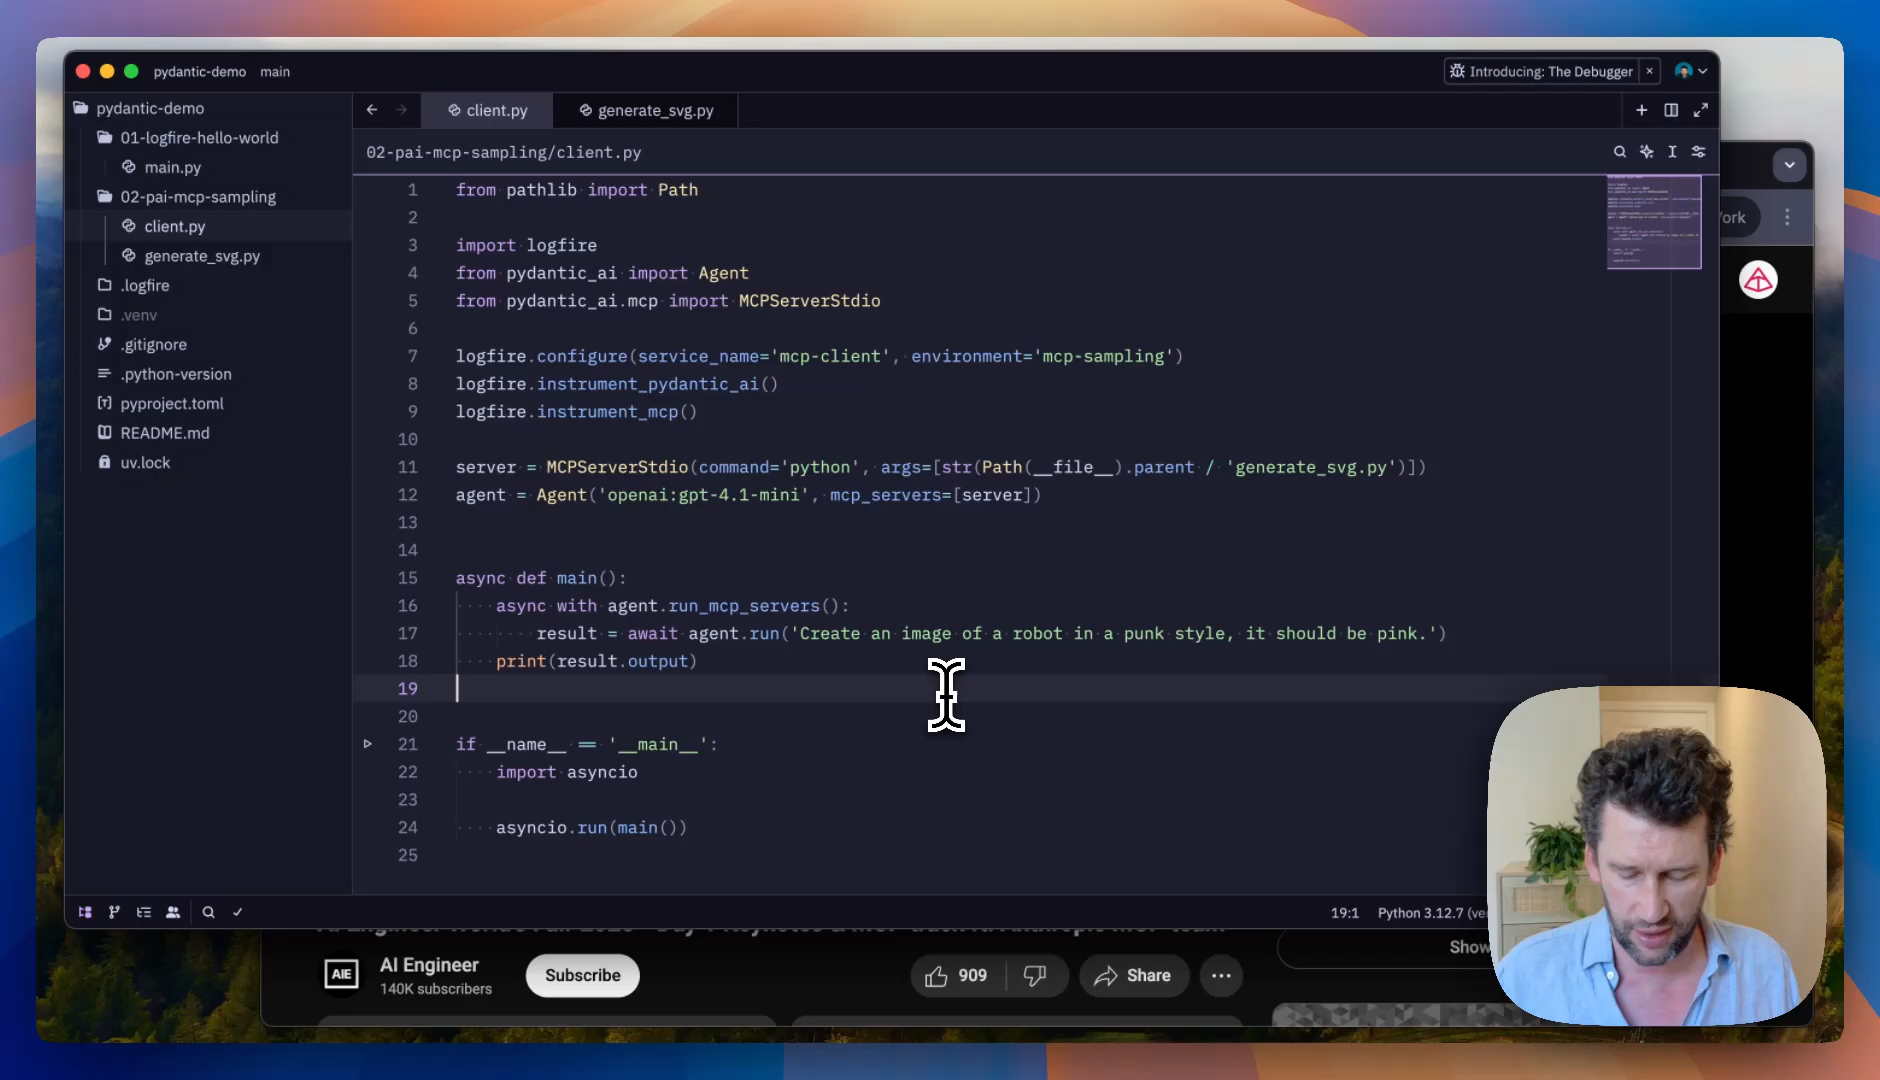 pydantic-demo main
Introducing: The Debugger
pydantic-demo
01-logfire-hello-world
main.py
02-pai-mcp-sampling
client.py
generate_svg.py
.logfire
.venv
.gitignore
.python-version
pyproject.toml
README.md
uv.lock
client.py
generate_svg.py
02-pai-mcp-sampling/client.py
1 from pathlib import Path
2
3 import logfire
4 from pydantic_ai import Agent
5 from pydantic_ai.mcp import MCPServerStdio
6
7 logfire.configure(service_name='mcp-client', environment='mcp-sampling')
8 logfire.instrument_pydantic_ai()
9 logfire.instrument_mcp()
10
11 server = MCPServerStdio(command='python', args=[str(Path(__file__).parent / 'generate_svg.py')])
12 agent = Agent('openai:gpt-4.1-mini', mcp_servers=[server])
13
14
15 async def main():
16 async with agent.run_mcp_servers():
17 result = await agent.run('Create an image of a robot in a punk style, it should be pink.')
18 print(result.output)
19
20
21 if __name__ == '__main__':
22 import asyncio
23
24 asyncio.run(main())
25
19:1 Python 3.12.7
AIE
AI Engineer
140K subscribers
Subscribe
909
Share
Show